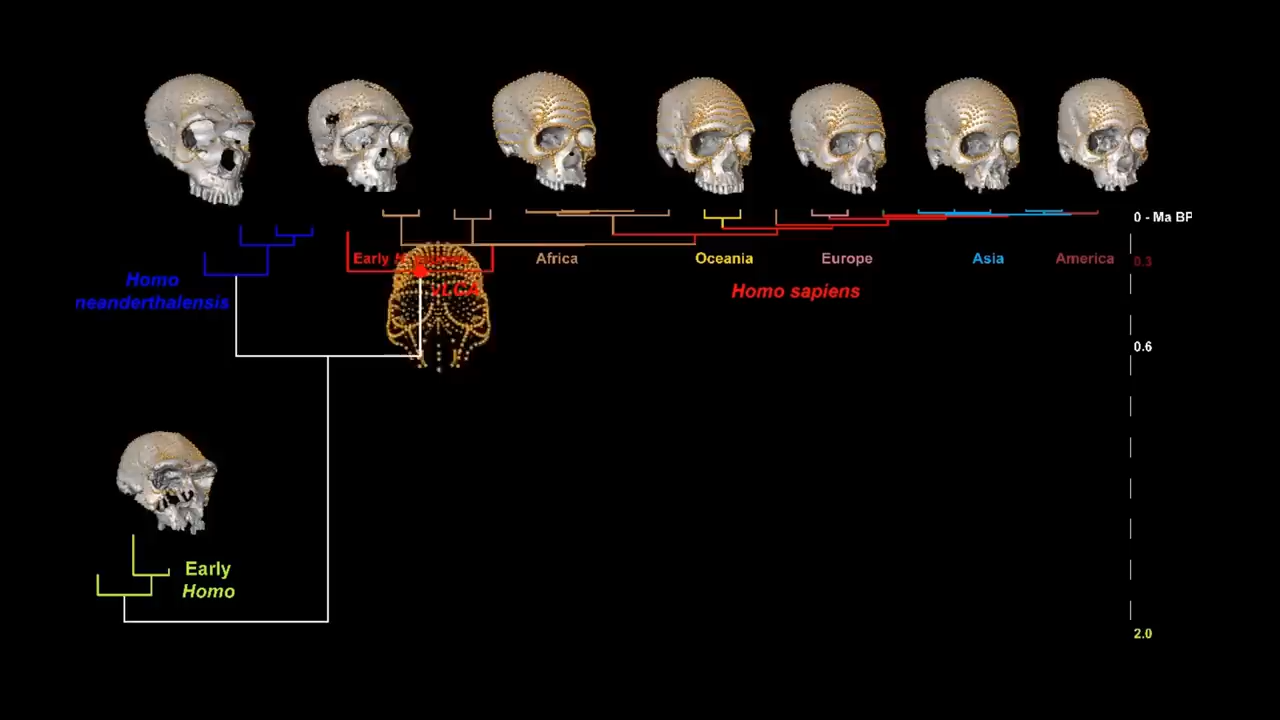 0 - Ma BP
Early
Africa
Oceania
Europe
Asia
America
0.3
Homo
neanderthalensis
vLCA
Homo sapiens
0.6
Early
Homo
2.0